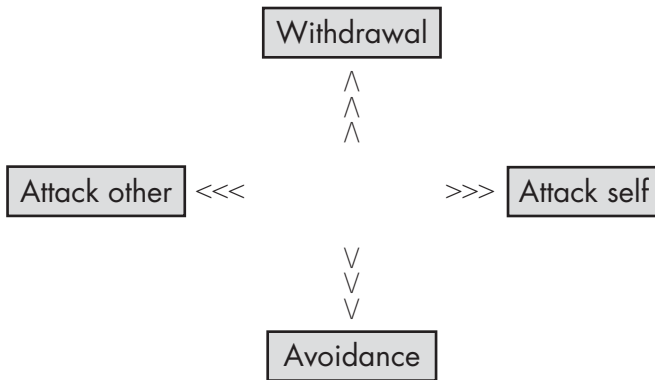 Withdrawal
^
^
^
Attack other <<< >>> Attack self
v
v
v
Avoidance